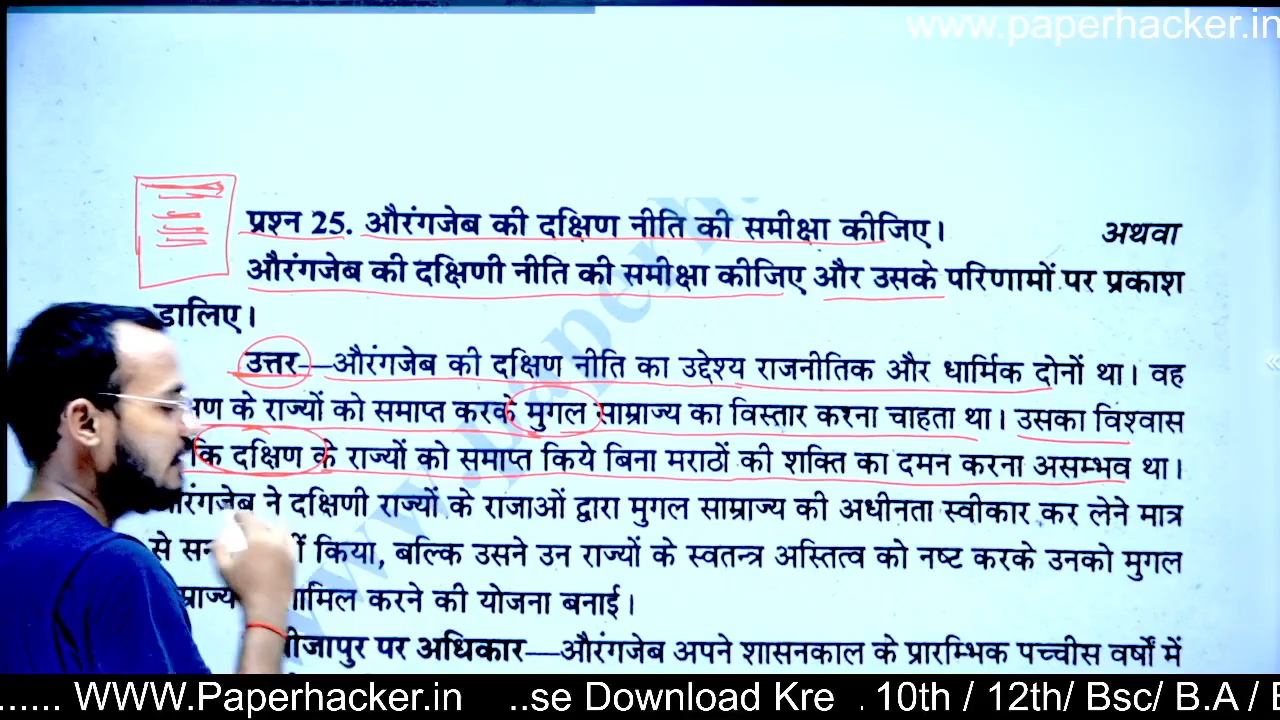 www.paperhacker.in
प्रश्न 25. औरंगजेब की दक्षिण नीति की समीक्षा कीजिए। अथवा
औरंगजेब की दक्षिणी नीति की समीक्षा कीजिए और उसके परिणामों पर प्रकाश
डालिए।
उत्तर—औरंगजेब की दक्षिण नीति का उद्देश्य राजनीतिक और धार्मिक दोनों था। वह
के राज्यों को समाप्त करके मुगल साम्राज्य का विस्तार करना चाहता था। उसका विश्वास
कि दक्षिण के राज्यों को समाप्त किये बिना मराठों की शक्ति का दमन करना असम्भव था।
औरंगजेब ने दक्षिणी राज्यों के राजाओं द्वारा मुगल साम्राज्य की अधीनता स्वीकार कर लेने मात्र
से किया, बल्कि उसने उन राज्यों के स्वतन्त्र अस्तित्व को नष्ट करके उनको मुगल
करने की योजना बनाई।
पर अधिकार—औरंगजेब अपने शासनकाल के प्रारम्भिक पच्चीस वर्षों में
...... WWW.Paperhacker.in ..se Download Kre . 10th / 12th/ Bsc/ B.A /